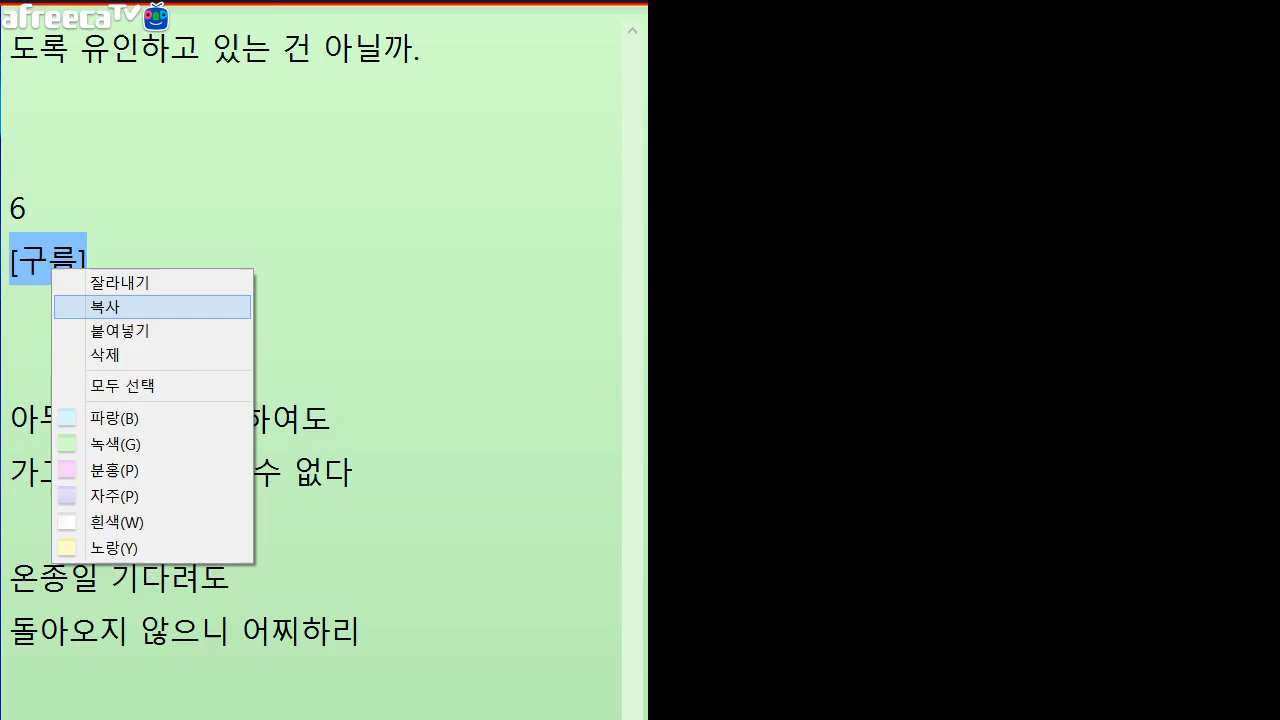 afreecaTV
도록 유인하고 있는 건 아닐까.
6
[구름]
잘라내기
복사
붙여넣기
삭제
모두 선택
파랑(B)
녹색(G)
분홍(P)
자주(P)
흰색(W)
노랑(Y)
하여도
수 없다
온종일 기다려도
돌아오지 않으니 어찌하리